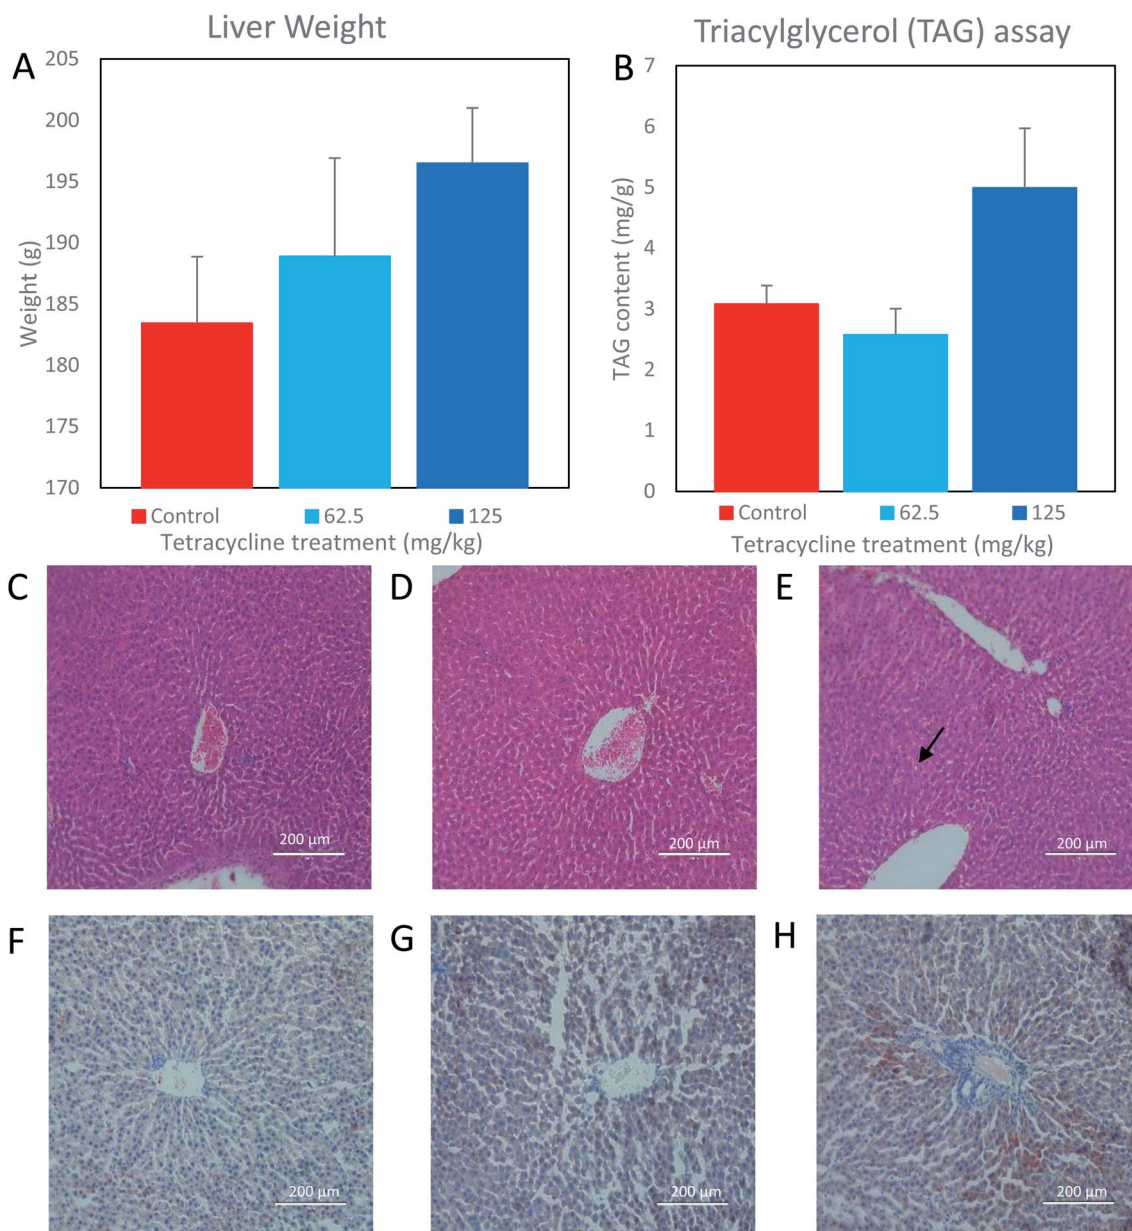 Liver Weight
A
205
200
195
190
185
180
175
170
Weight (g)
Control 62.5 125
Tetracycline treatment (mg/kg)
Triacylglycerol (TAG) assay
B
7
6
5
4
3
2
1
0
TAG content (mg/g)
Control 62.5 125
Tetracycline treatment (mg/kg)
C
200 µm
D
200 µm
E
200 µm
F
200 µm
G
200 µm
H
200 µm